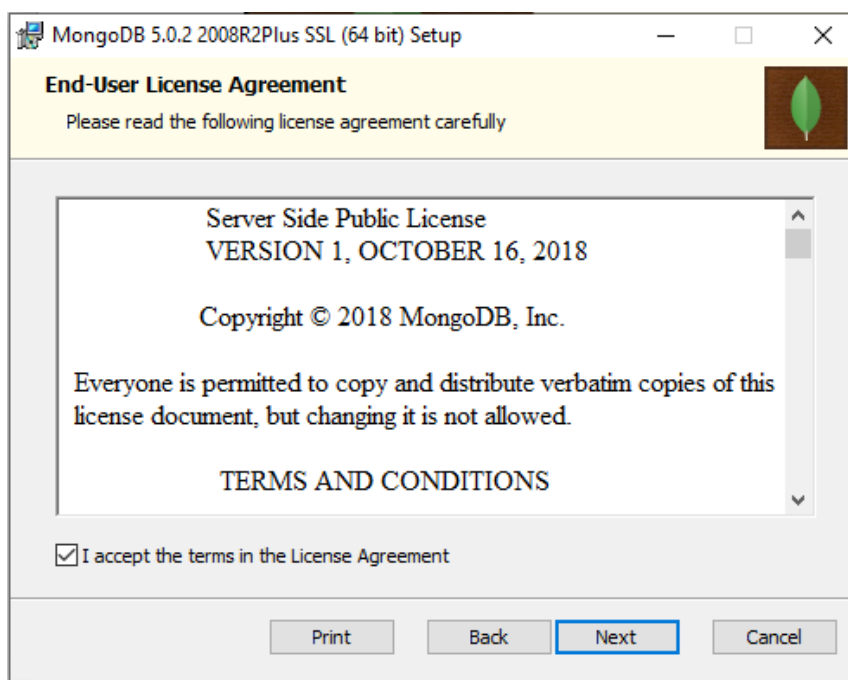 MongoDB 5.0.2 2008R2Plus SSL (64 bit) Setup
End-User License Agreement
Please read the following license agreement carefully
Server Side Public License
VERSION 1, OCTOBER 16, 2018
Copyright © 2018 MongoDB, Inc.
Everyone is permitted to copy and distribute verbatim copies of this
license document, but changing it is not allowed.
TERMS AND CONDITIONS
I accept the terms in the License Agreement
Print Back Next Cancel